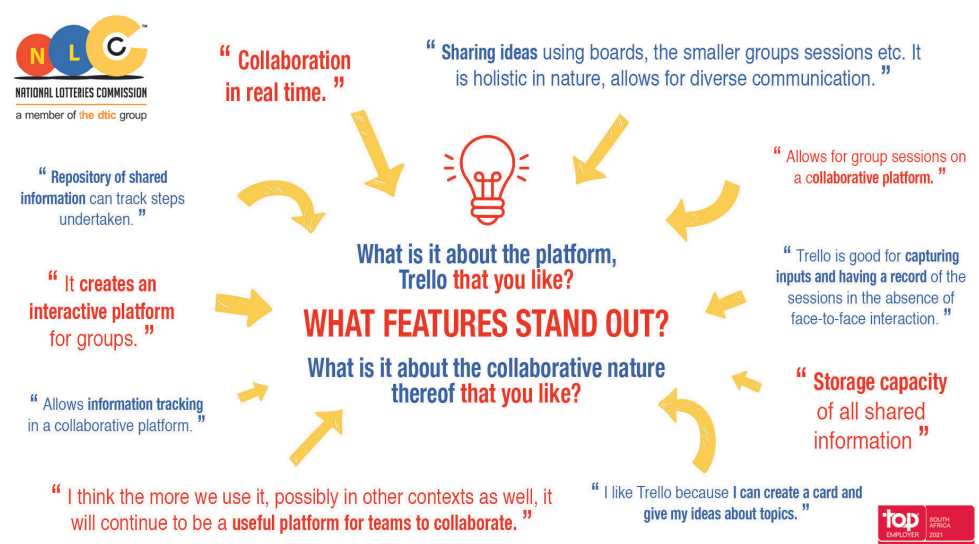 NLC™
NATIONAL LOTTERIES COMMISSION
a member of the dtic group
“ Collaboration
in real time. ”
“ Sharing ideas using boards, the smaller groups sessions etc. It
is holistic in nature, allows for diverse communication. ”
“ Repository of shared
information can track steps
undertaken. ”
“ Allows for group sessions on
a collaborative platform. ”
What is it about the platform,
Trello that you like?
WHAT FEATURES STAND OUT?
What is it about the collaborative nature
thereof that you like?
“ It creates an
interactive platform
for groups. ”
“ Trello is good for capturing
inputs and having a record of the
sessions in the absence of
face-to-face interaction. ”
“ Allows information tracking
in a collaborative platform. ”
“ Storage capacity
of all shared
information ”
“ I think the more we use it, possibly in other contexts as well, it
will continue to be a useful platform for teams to collaborate. ”
“ I like Trello because I can create a card and
give my ideas about topics. ”
top
EMPLOYER
SOUTH
AFRICA
2021